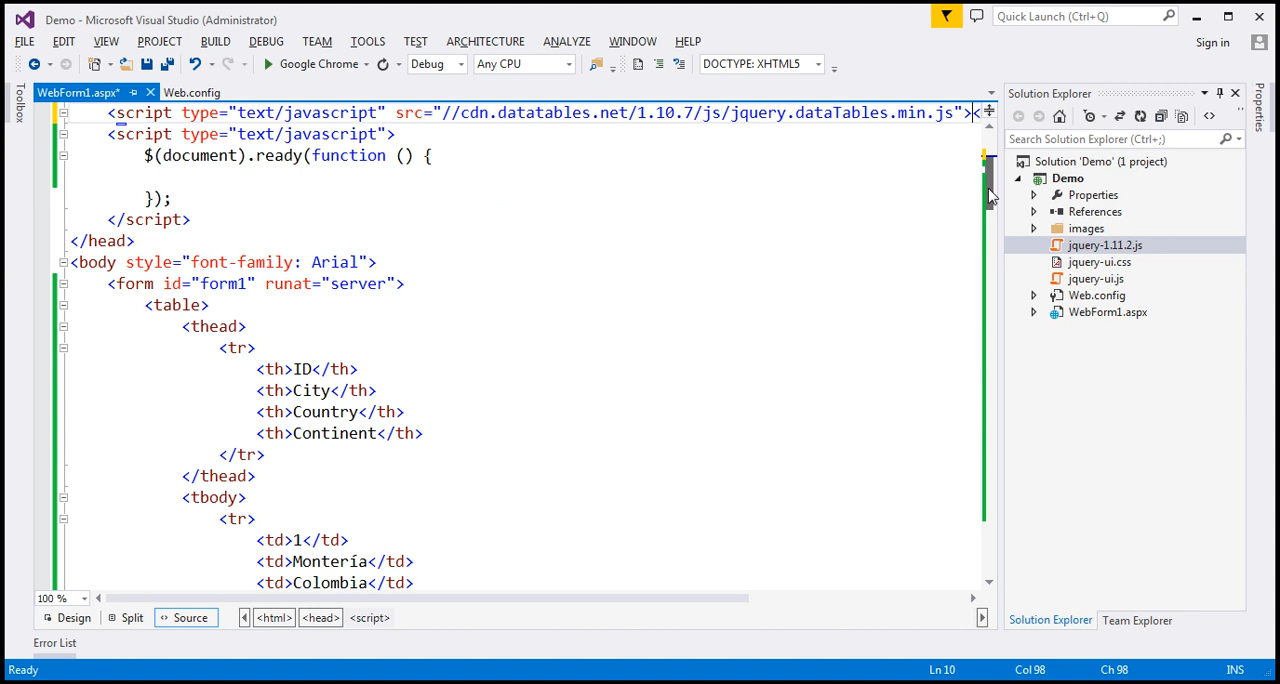 Demo - Microsoft Visual Studio (Administrator)
Quick Launch (Ctrl+Q)
FILE EDIT VIEW PROJECT BUILD DEBUG TEAM TOOLS TEST ARCHITECTURE ANALYZE WINDOW HELP
Sign in
Google Chrome Debug Any CPU DOCTYPE: XHTML5
Toolbox
WebForm1.aspx* Web.config
<script type="text/javascript" src="//cdn.datatables.net/1.10.7/js/jquery.dataTables.min.js"><
<script type="text/javascript">
$(document).ready(function () {
});
</script>
</head>
<body style="font-family: Arial">
<form id="form1" runat="server">
<table>
<thead>
<tr>
<th>ID</th>
<th>City</th>
<th>Country</th>
<th>Continent</th>
</tr>
</thead>
<tbody>
<tr>
<td>1</td>
<td>Montería</td>
<td>Colombia</td>
100 %
Design Split Source <html> <head> <script>
Solution Explorer
Search Solution Explorer (Ctrl+;)
Solution 'Demo' (1 project)
Demo
Properties
References
images
jquery-1.11.2.js
jquery-ui.css
jquery-ui.js
Web.config
WebForm1.aspx
Solution Explorer Team Explorer
Properties
Error List
Ready Ln 10 Col 98 Ch 98 INS